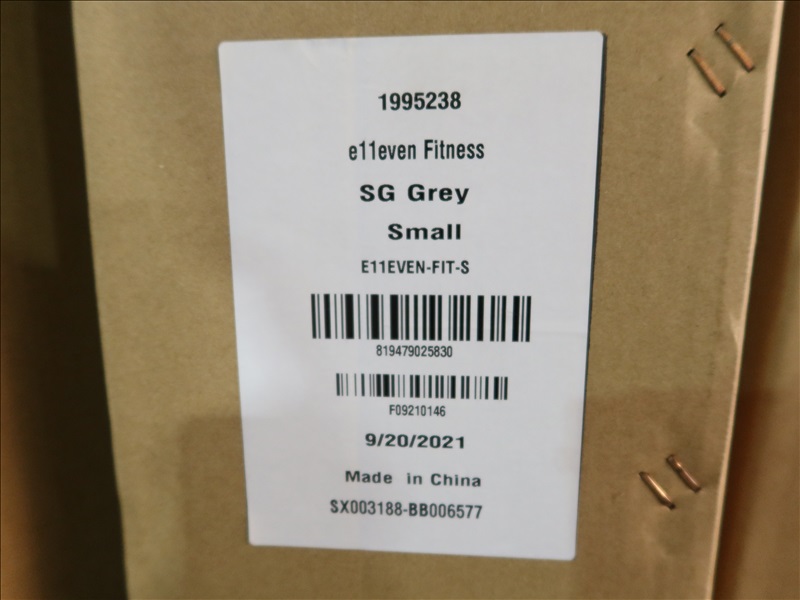 1995238
e11even Fitness
SG Grey
Small
E11EVEN-FIT-S
819479025830
F09210146
9/20/2021
Made in China
SX003188-BB006577